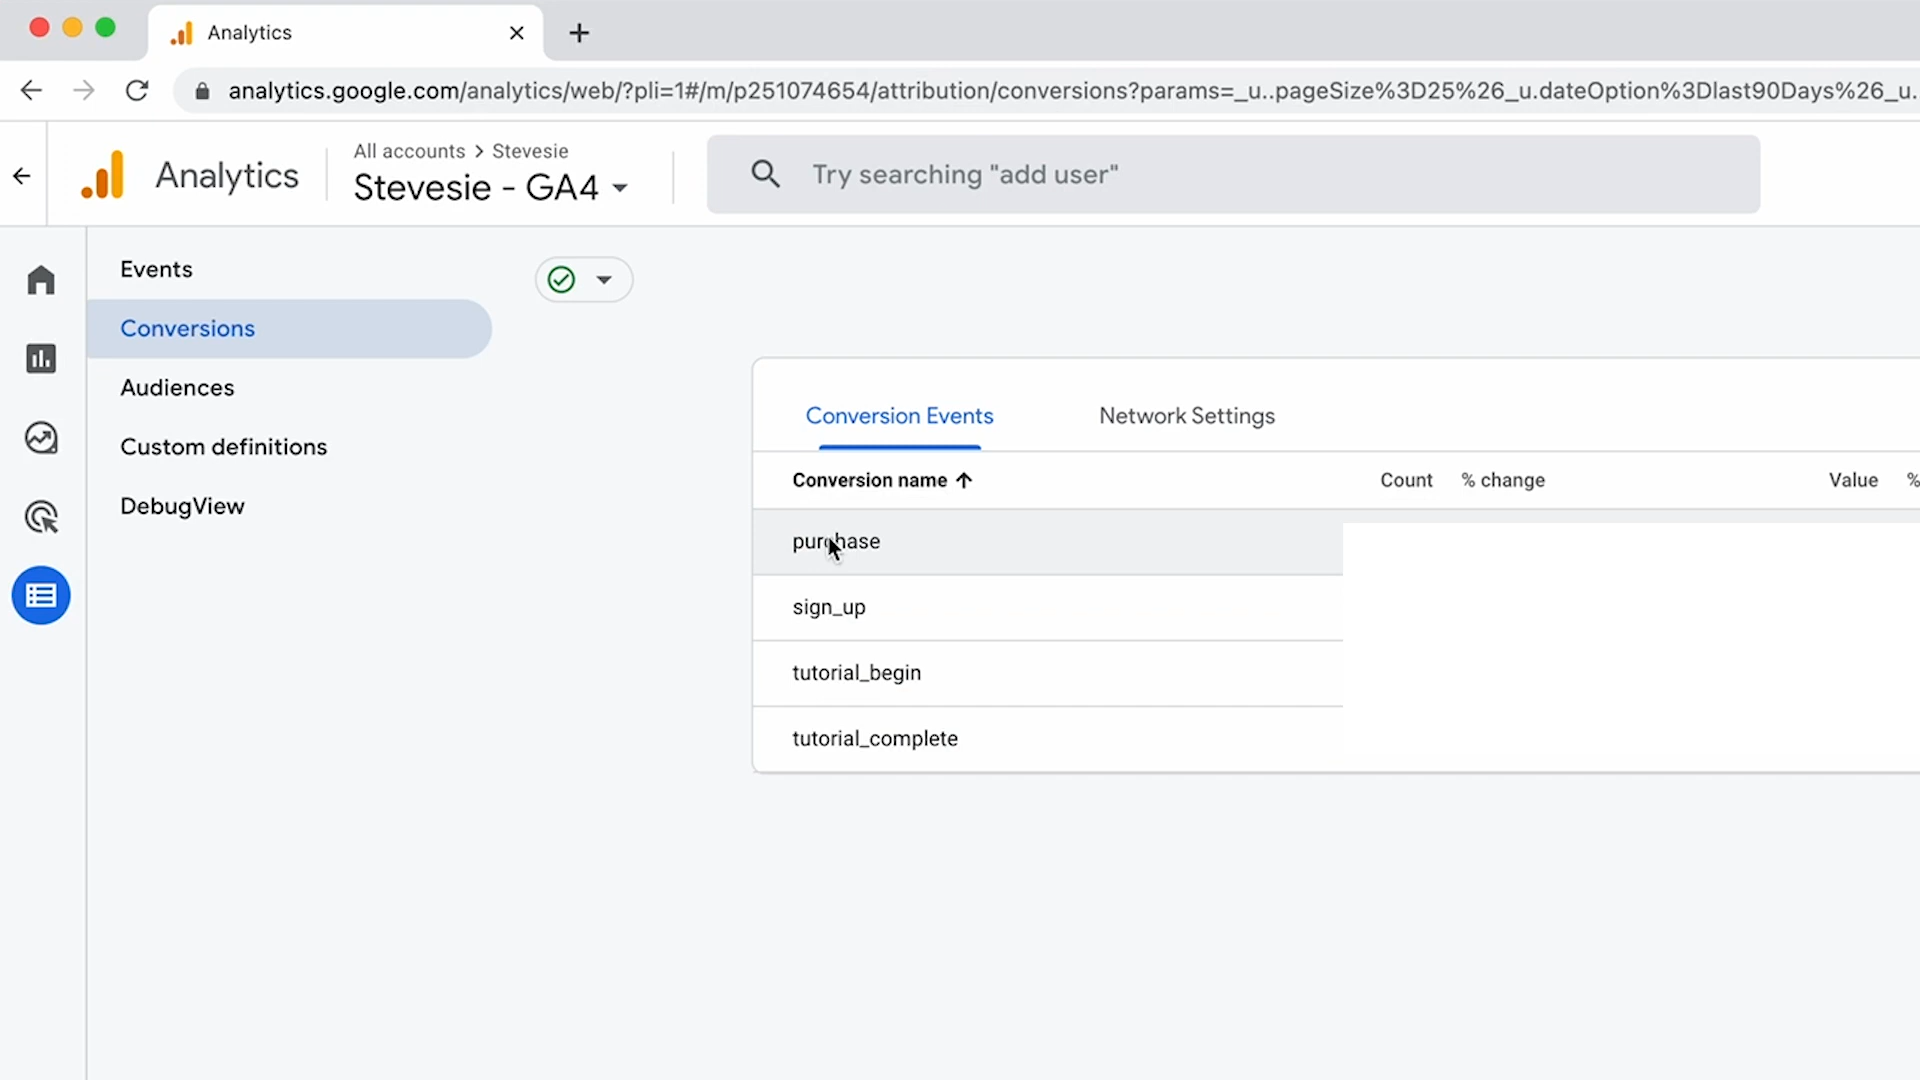 Analytics
analytics.google.com/analytics/web/?pli=1#/m/p251074654/attribution/conversions?params=_u..pageSize%3D25%26_u.dateOption%3Dlast90Days%26_u.
Analytics
All accounts > Stevesie
Stevesie - GA4
Try searching "add user"
Events
Conversions
Audiences
Custom definitions
DebugView
Conversion Events
Network Settings
Conversion name
Count
% change
Value
%
purchase
sign_up
tutorial_begin
tutorial_complete